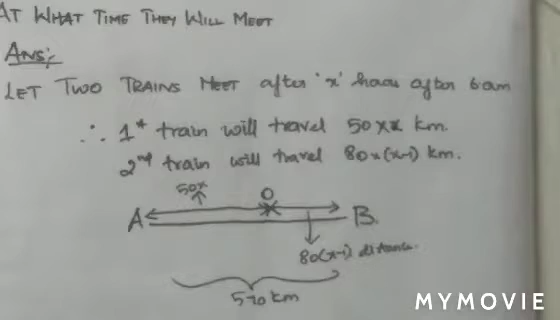 AT WHAT TIME THEY WILL MEET
ANS:
LET TWO TRAINS MEET after 'x' hours after 6am
∴ 1st train will travel 50×x km.
2nd train will travel 80×(x-1) km.
50x
O
A
B
80(x-1) distance.
570 km
MYMOVIE